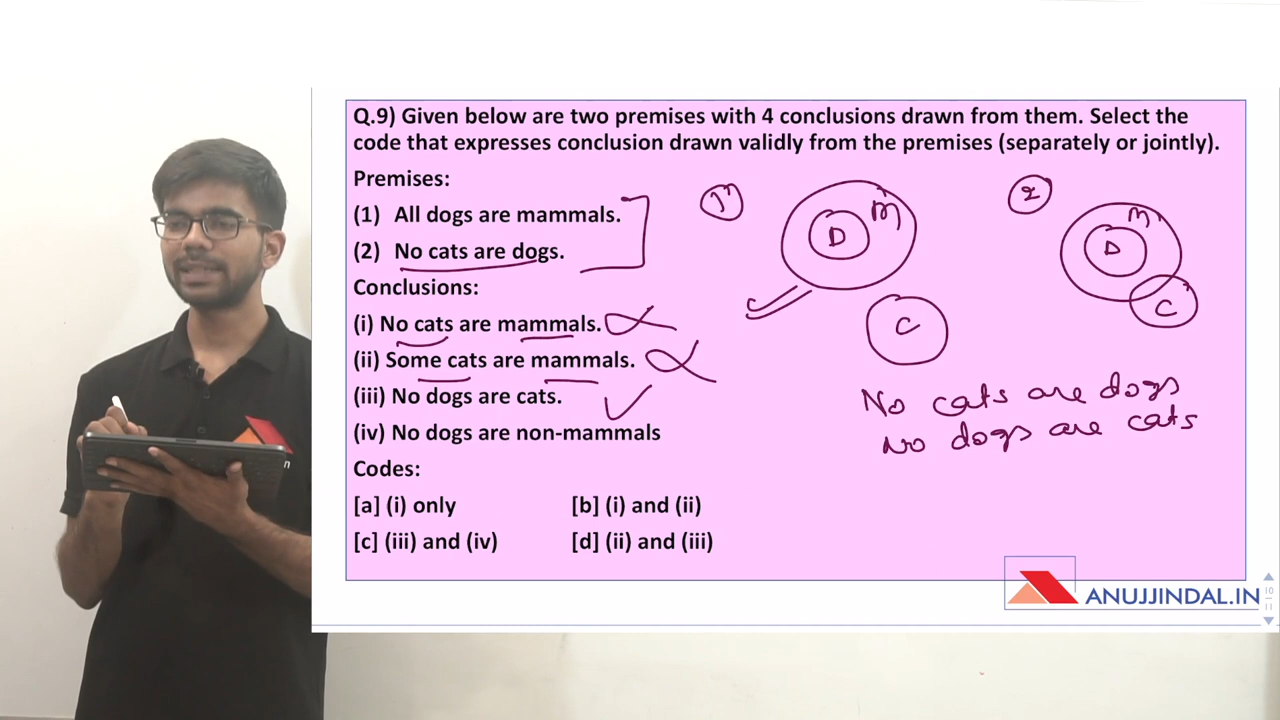 Q.9) Given below are two premises with 4 conclusions drawn from them. Select the
code that expresses conclusion drawn validly from the premises (separately or jointly).
Premises:
(1) All dogs are mammals.
(2) No cats are dogs.
Conclusions:
(i) No cats are mammals.
(ii) Some cats are mammals.
(iii) No dogs are cats.
(iv) No dogs are non-mammals
Codes:
[a] (i) only [b] (i) and (ii)
[c] (iii) and (iv) [d] (ii) and (iii)
D m
C
2
m
D
C
No cats are dogs
No dogs are cats
ANUJJINDAL.IN
10
11
n